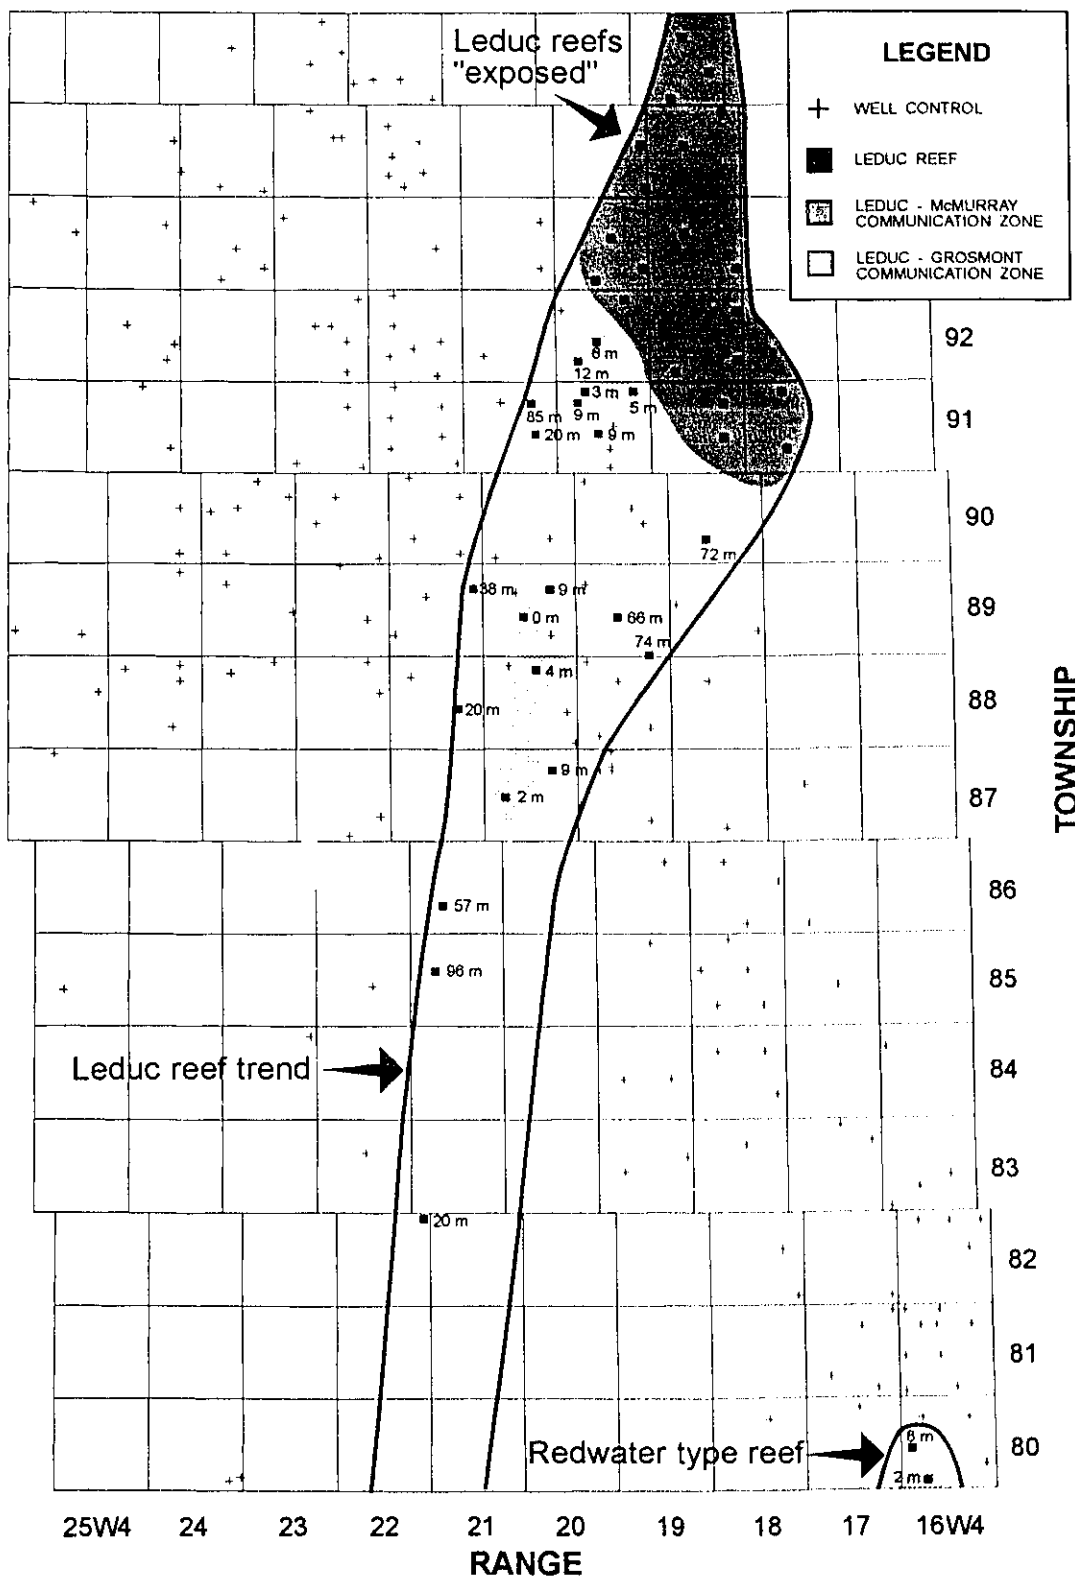 Leduc reefs
"exposed"
LEGEND
WELL CONTROL
LEDUC REEF
LEDUC - McMURRAY
COMMUNICATION ZONE
LEDUC - GROSMONT
COMMUNICATION ZONE
92
6 m
12 m
3 m
5 m
85 m
9 m
91
20 m
9 m
90
72 m
38 m
9 m
89
0 m
66 m
74 m
4 m
88
20 m
TOWNSHIP
9 m
2 m
87
86
57 m
96 m
85
Leduc reef trend
84
83
20 m
82
81
6 m
Redwater type reef
80
2 m
25W4 24 23 22 21 20 19 18 17 16W4
RANGE